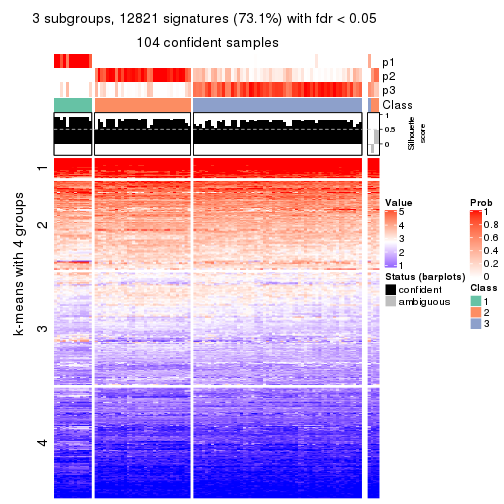 3 subgroups, 12821 signatures (73.1%) with fdr < 0.05
104 confident samples
p1
p2
p3
Class
1
0.5
0
Silhouette
score
k-means with 4 groups
1
2
3
4
Value
5
4
3
2
1
Status (barplots)
confident
ambiguous
Prob
1
0.8
0.6
0.4
0.2
0
Class
1
2
3